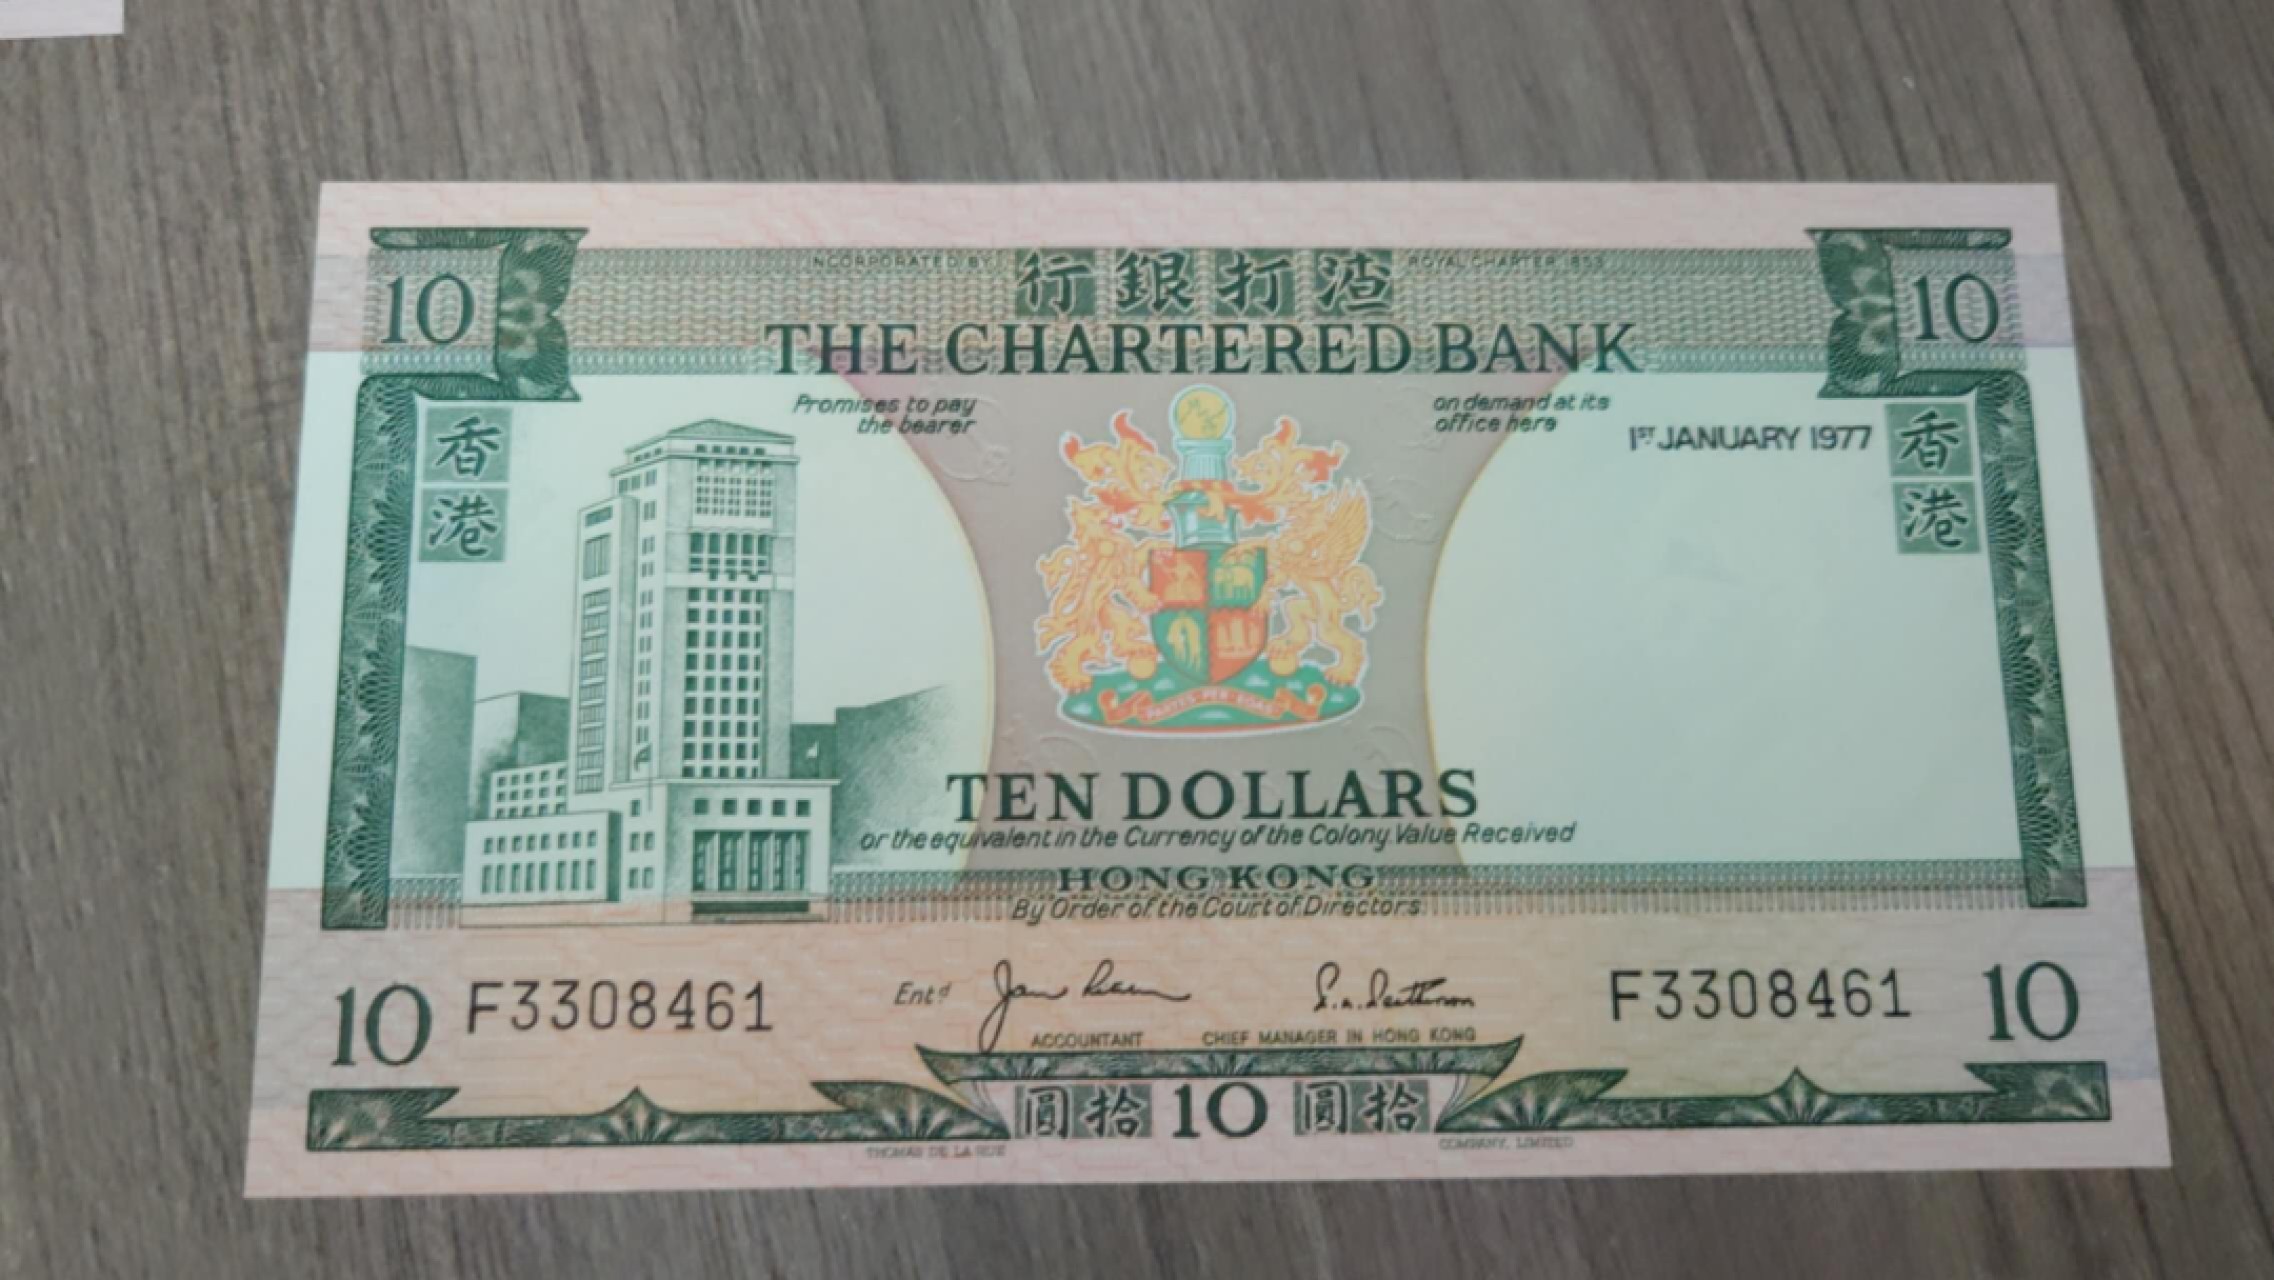 10
INCORPORATED BY 行銀打渣 ROYAL CHARTER 1853
10
THE CHARTERED BANK
Promises to pay
the bearer
on demand at its
office here
1ST JANUARY 1977
香
港
香
港
TEN DOLLARS
or the equivalent in the Currency of the Colony Value Received
HONG KONG
By Order of the Court of Directors
10 F3308461
Entd
ACCOUNTANT
CHIEF MANAGER IN HONG KONG
F3308461 10
圓拾 10 圓拾
THOMAS DE LA RUE
COMPANY, LIMITED